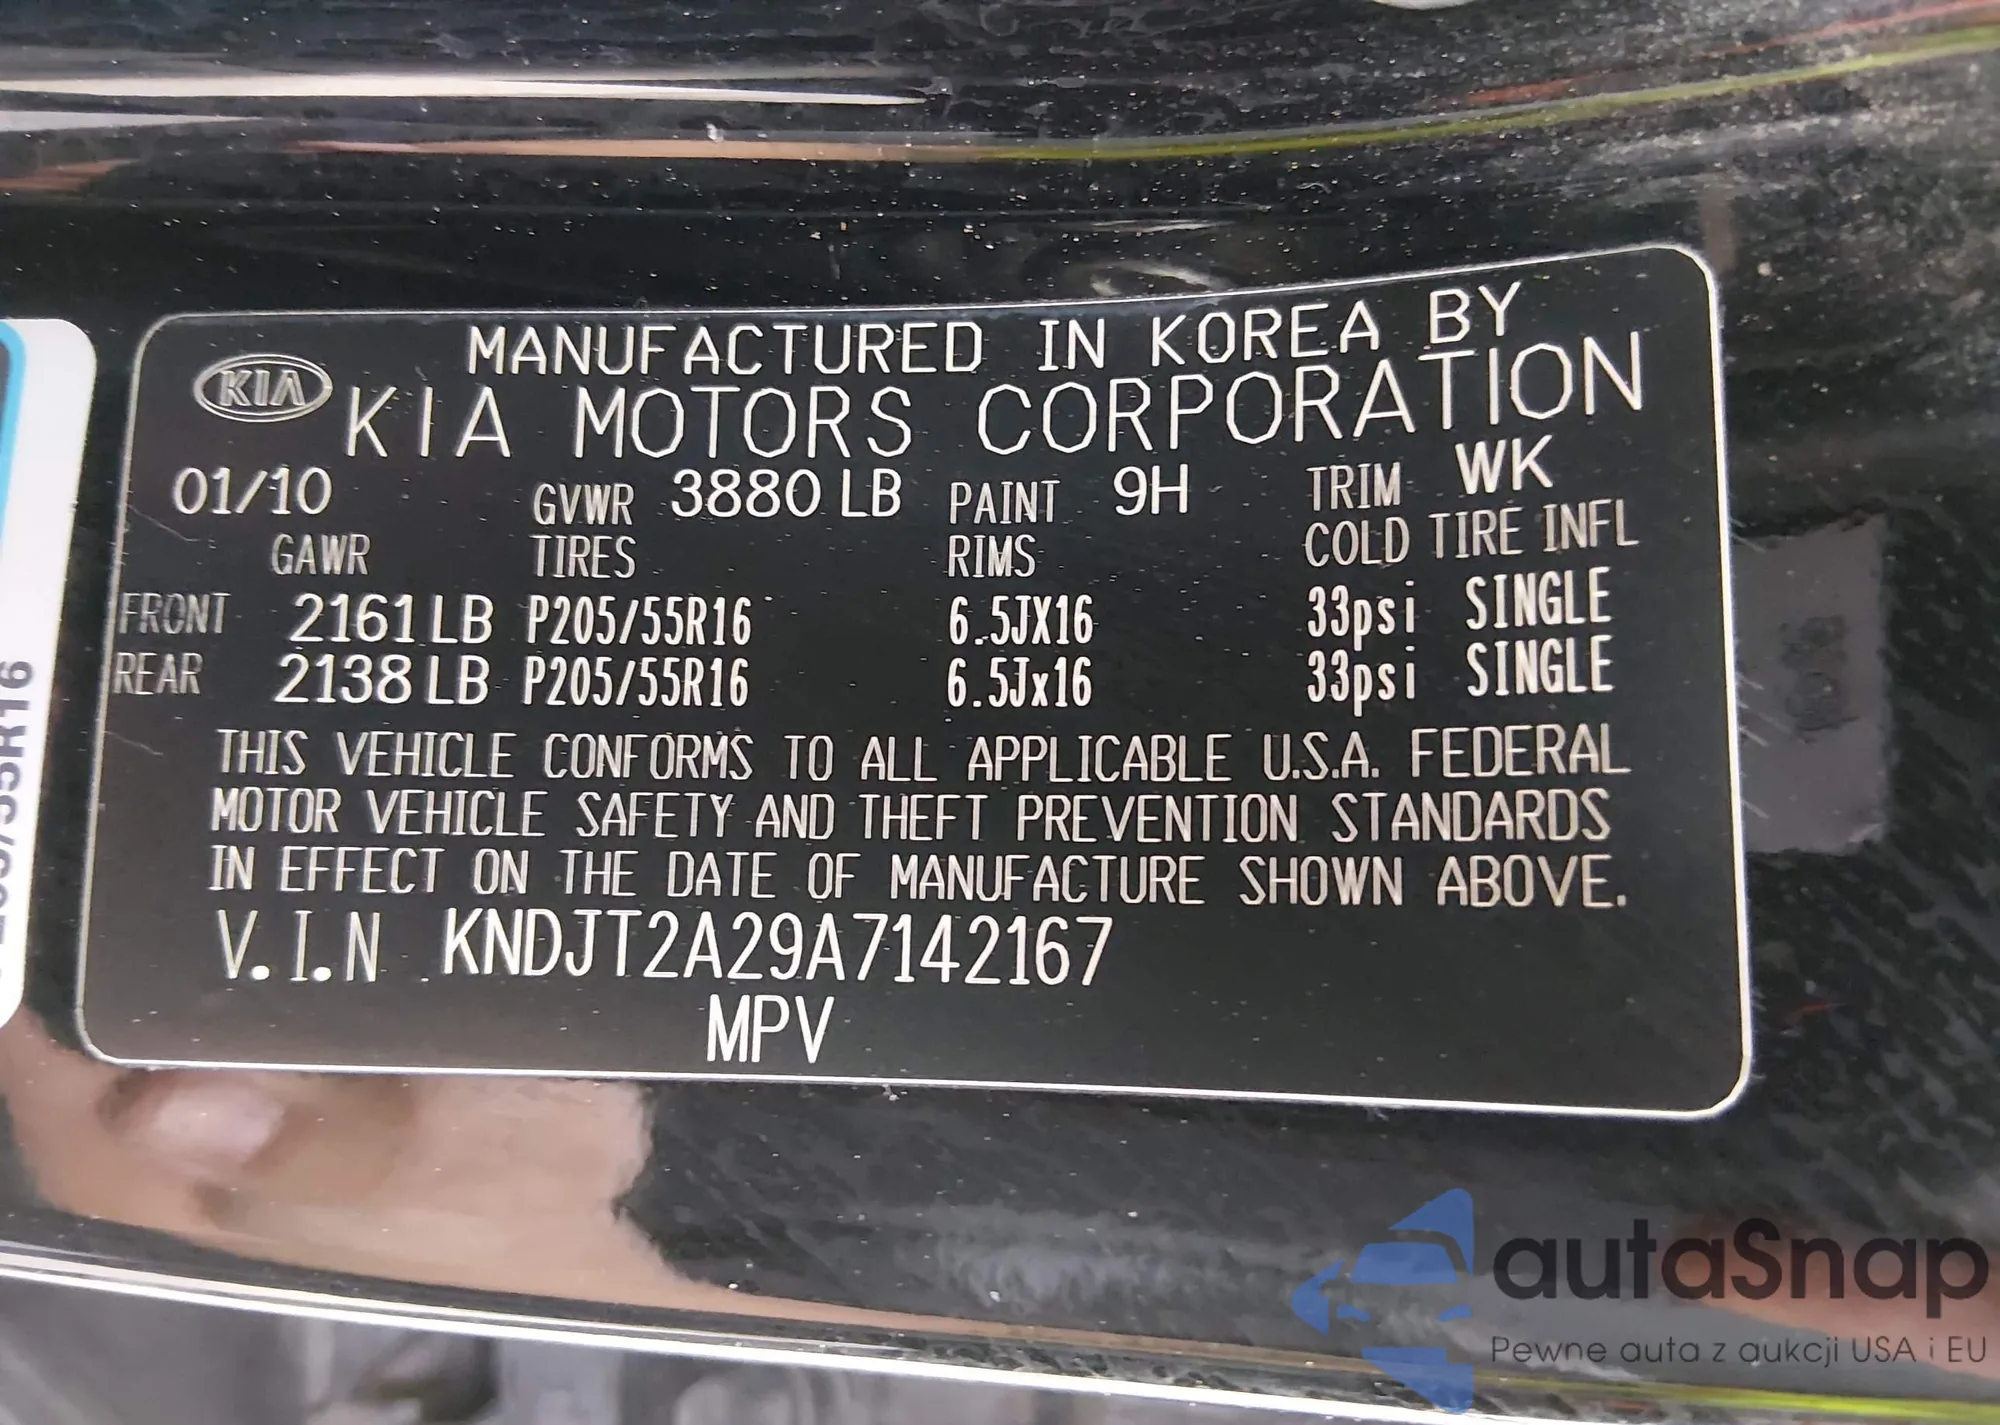 MANUFACTURED IN KOREA BY
KIA KIA MOTORS CORPORATION
01/10 GVWR 3880 LB PAINT 9H TRIM WK
GAWR TIRES RIMS COLD TIRE INFL
FRONT 2161 LB P205/55R16 6.5JX16 33psi SINGLE
REAR 2138 LB P205/55R16 6.5Jx16 33psi SINGLE
THIS VEHICLE CONFORMS TO ALL APPLICABLE U.S.A. FEDERAL
MOTOR VEHICLE SAFETY AND THEFT PREVENTION STANDARDS
IN EFFECT ON THE DATE OF MANUFACTURE SHOWN ABOVE.
V.I.N KNDJT2A29A7142167
MPV
autaSnap
Pewne auta z aukcji USA i EU